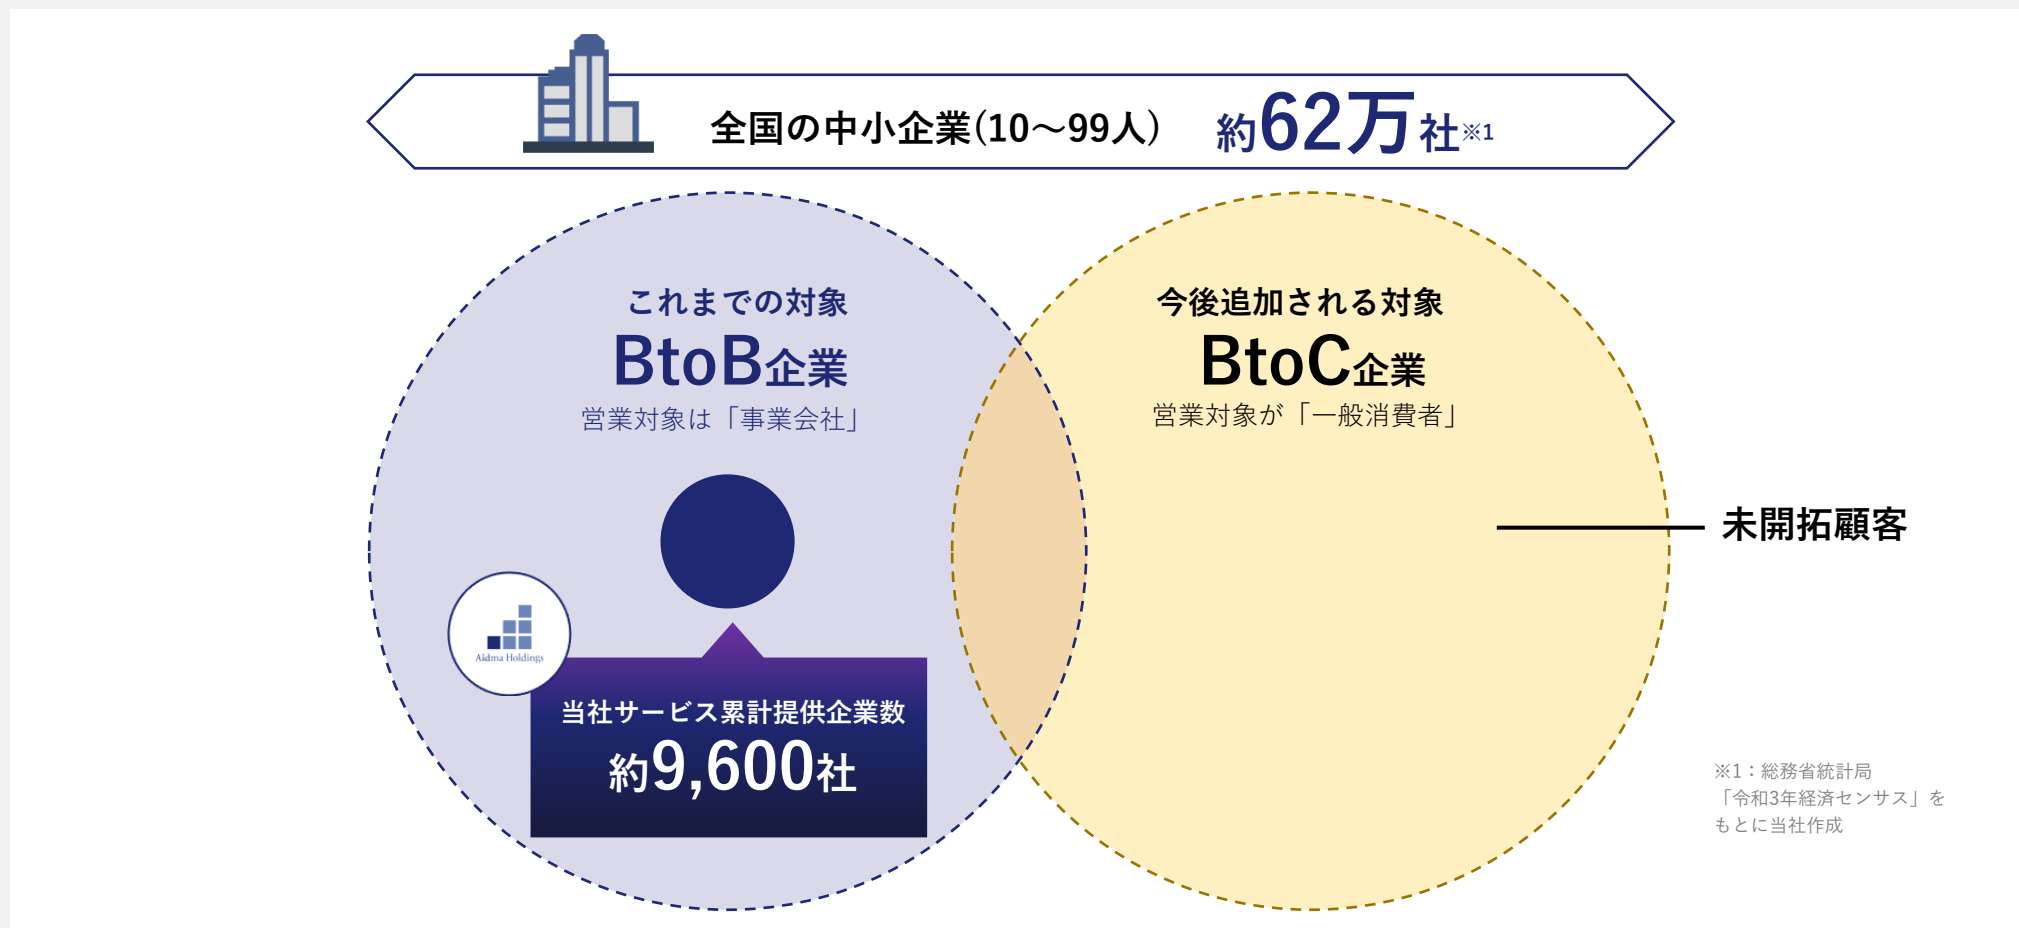 全国の中小企業(10～99人) 約62万社※1
これまでの対象
BtoB企業
営業対象は「事業会社」
今後追加される対象
BtoC企業
営業対象が「一般消費者」
未開拓顧客
Aidma Holdings
当社サービス累計提供企業数
約9,600社
※1：総務省統計局
「令和3年経済センサス」を
もとに当社作成